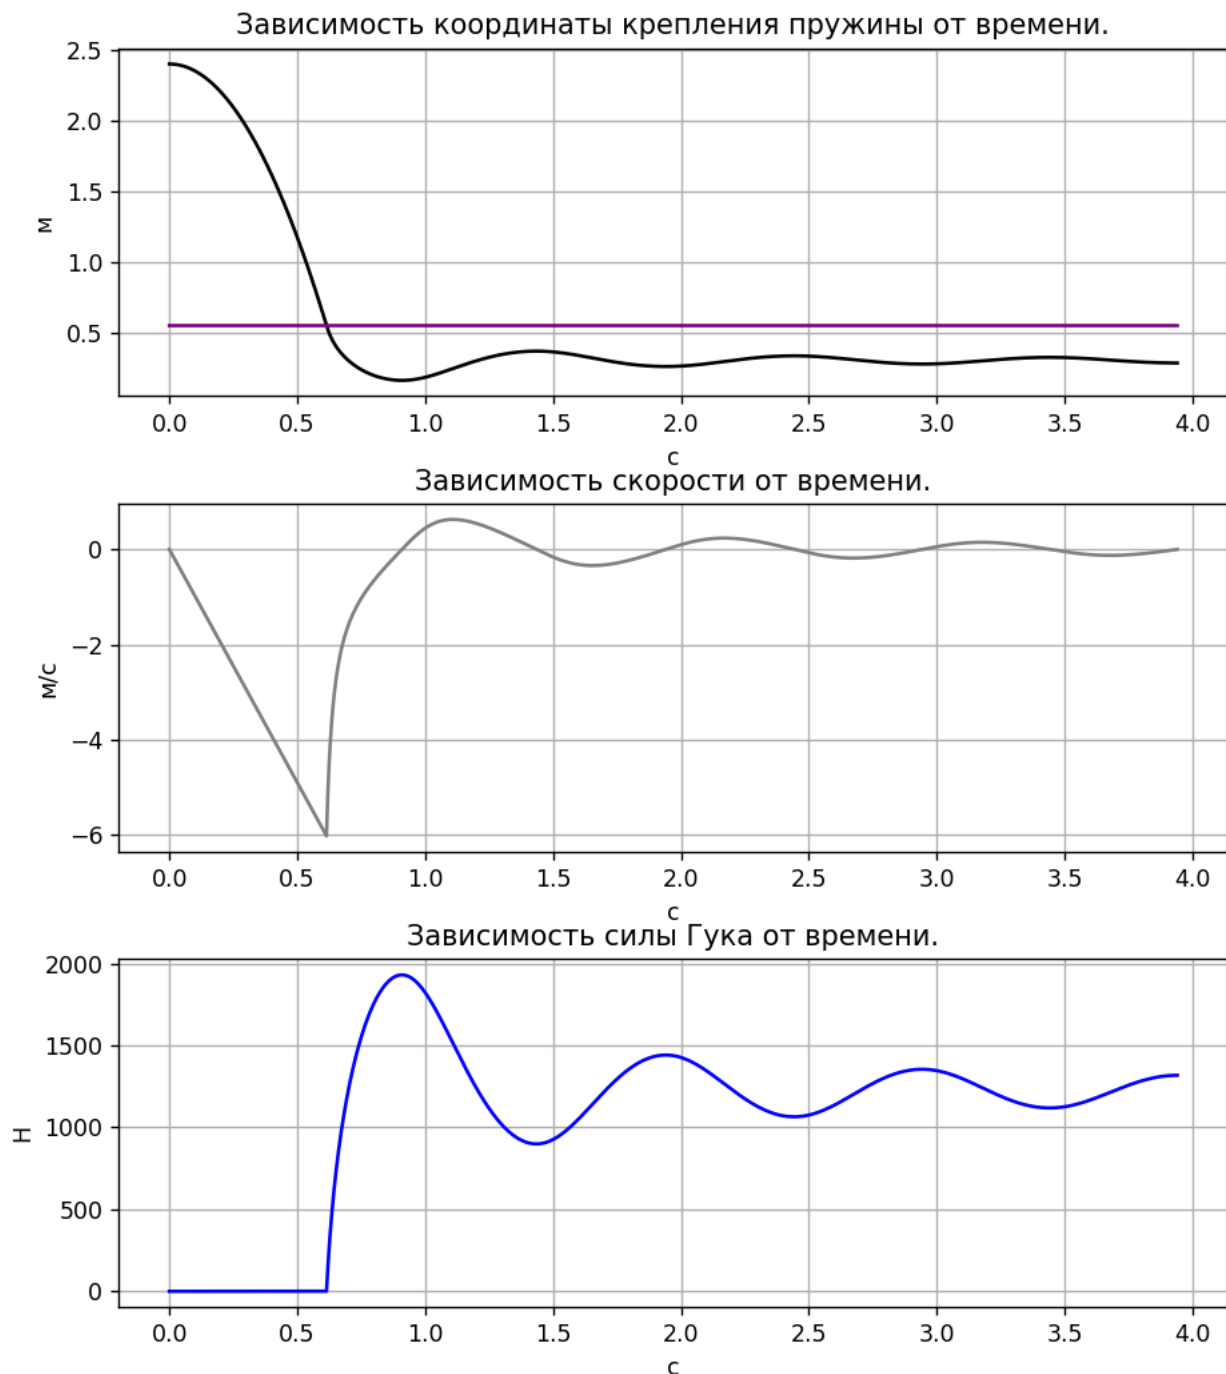 Зависимость координаты крепления пружины от времени.
2.5
2.0
1.5
1.0
0.5
м
0.0 0.5 1.0 1.5 2.0 2.5 3.0 3.5 4.0
с
Зависимость скорости от времени.
0
−2
−4
−6
м/с
0.0 0.5 1.0 1.5 2.0 2.5 3.0 3.5 4.0
с
Зависимость силы Гука от времени.
2000
1500
1000
500
0
Н
0.0 0.5 1.0 1.5 2.0 2.5 3.0 3.5 4.0
с